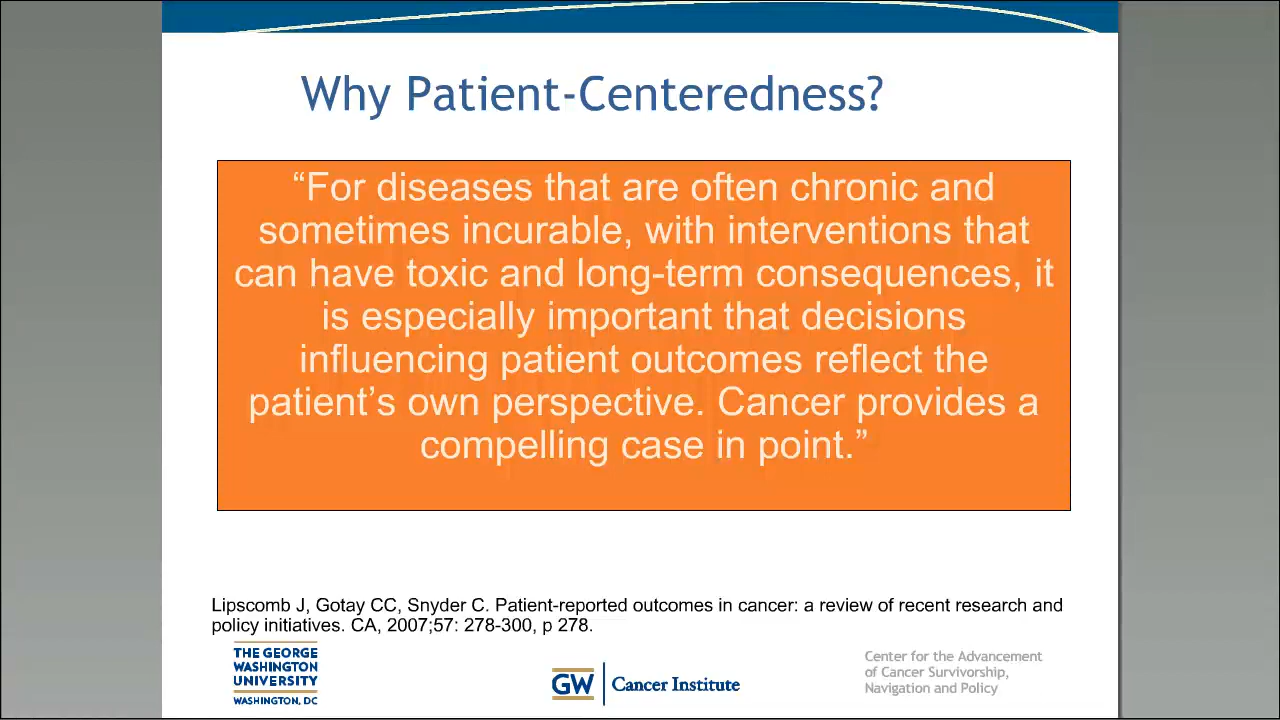 Why Patient-Centeredness?
“For diseases that are often chronic and
sometimes incurable, with interventions that
can have toxic and long-term consequences, it
is especially important that decisions
influencing patient outcomes reflect the
patient’s own perspective. Cancer provides a
compelling case in point.”
Lipscomb J, Gotay CC, Snyder C. Patient-reported outcomes in cancer: a review of recent research and
policy initiatives. CA, 2007;57: 278-300, p 278.
THE GEORGE
WASHINGTON
UNIVERSITY
WASHINGTON, DC
GW Cancer Institute
Center for the Advancement
of Cancer Survivorship,
Navigation and Policy